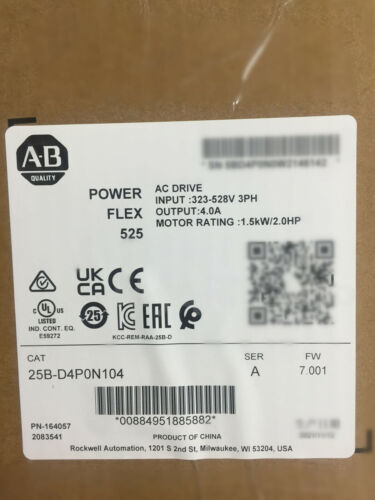 A-B
QUALITY
POWER
FLEX
525
AC DRIVE
INPUT :323-528V 3PH
OUTPUT:4.0A
MOTOR RATING :1.5kW/2.0HP
UK
CA
CE
c UL US
LISTED
IND. CONT. EQ.
E59272
25
EAC
KCC-REM-RAA-25B-D
CAT
25B-D4P0N104
SER
A
FW
7.001
*00884951885882*
PN-164057
2083541
PRODUCT OF CHINA
Rockwell Automation, 1201 S 2nd St, Milwaukee, WI 53204, USA